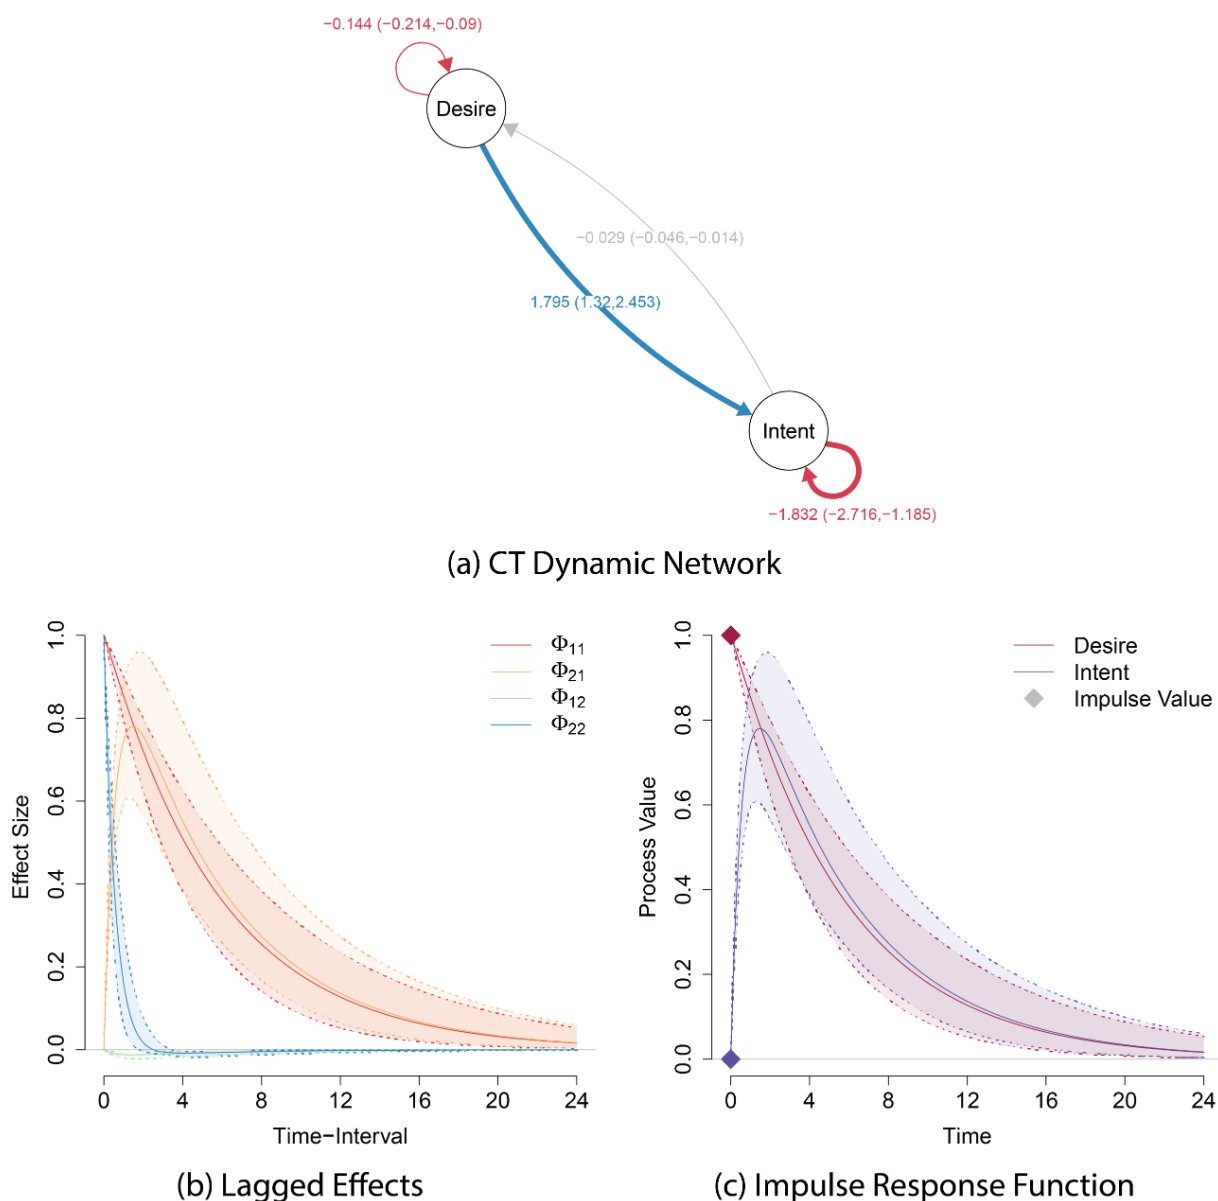 −0.144 (−0.214,−0.09)
Desire
−0.029 (−0.046,−0.014)
1.795 (1.32,2.453)
Intent
−1.832 (−2.716,−1.185)
(a) CT Dynamic Network
Effect Size
1.0
0.8
0.6
0.4
0.2
0.0
Φ11
Φ21
Φ12
Φ22
0 4 8 12 16 20 24
Time−Interval
(b) Lagged Effects
Process Value
1.0
0.8
0.6
0.4
0.2
0.0
Desire
Intent
Impulse Value
0 4 8 12 16 20 24
Time
(c) Impulse Response Function